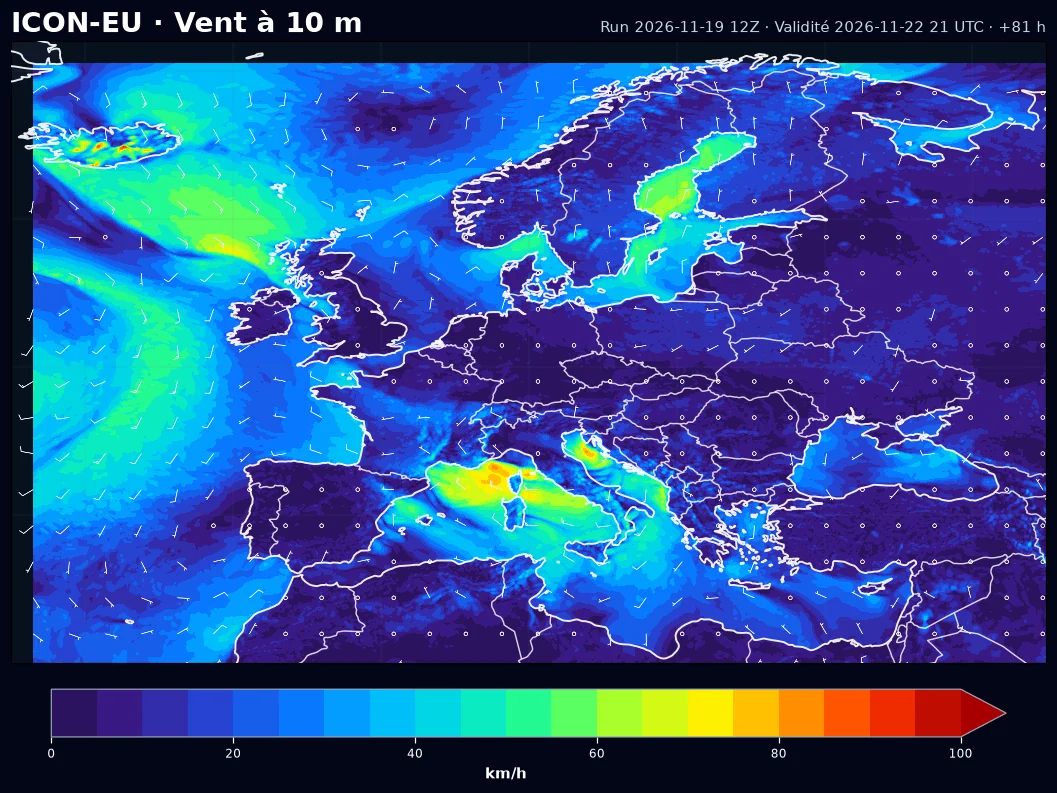 ICON-EU · Vent à 10 m
Run 2026-11-19 12Z · Validité 2026-11-22 21 UTC · +81 h
0 20 40 60 80 100
km/h